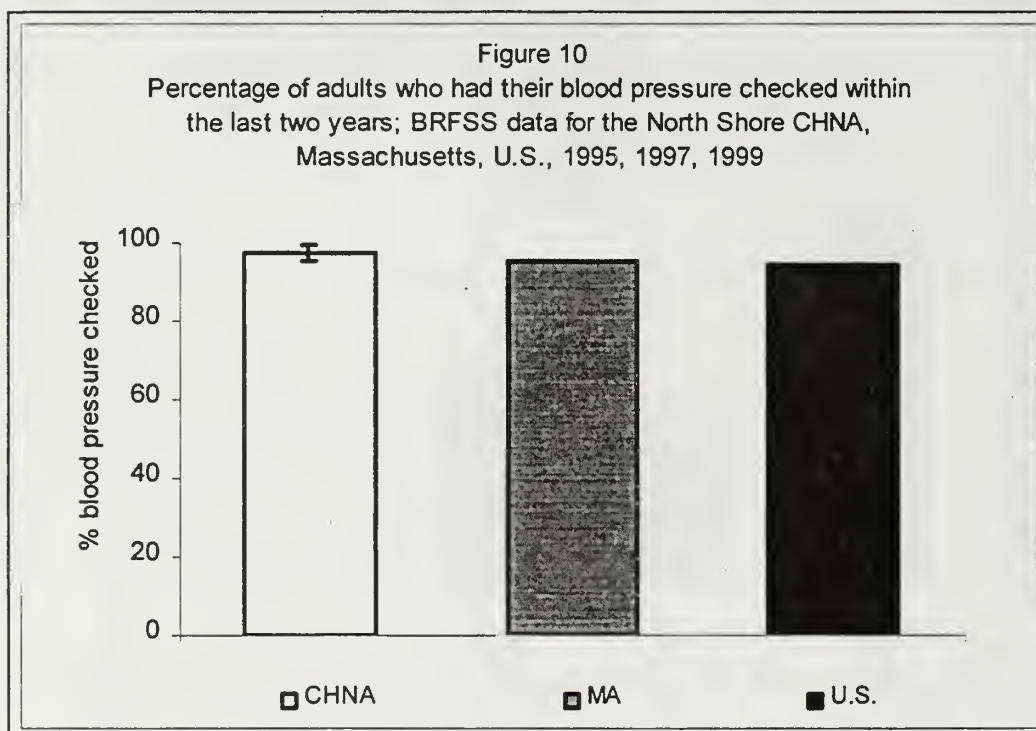 Figure 10
Percentage of adults who had their blood pressure checked within
the last two years; BRFSS data for the North Shore CHNA,
Massachusetts, U.S., 1995, 1997, 1999
% blood pressure checked
100
80
60
40
20
0
CHNA
MA
U.S.